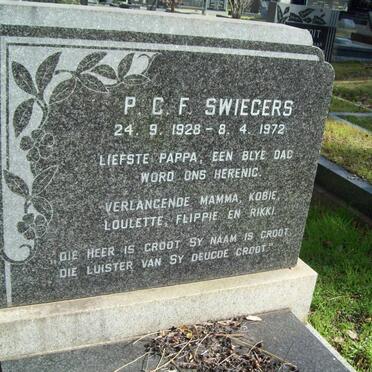 P. C. F. SWIEGERS
24. 9. 1928 – 8. 4. 1972
LIEFSTE PAPPA, EEN BLYE DAG
WORD ONS HERENIG.
VERLANGENDE MAMMA, KOBIE,
LOULETTE, FLIPPIE EN RIKKI.
"DIE HEER IS GROOT SY NAAM IS GROOT,
DIE LUISTER VAN SY DEUGDE GROOT."